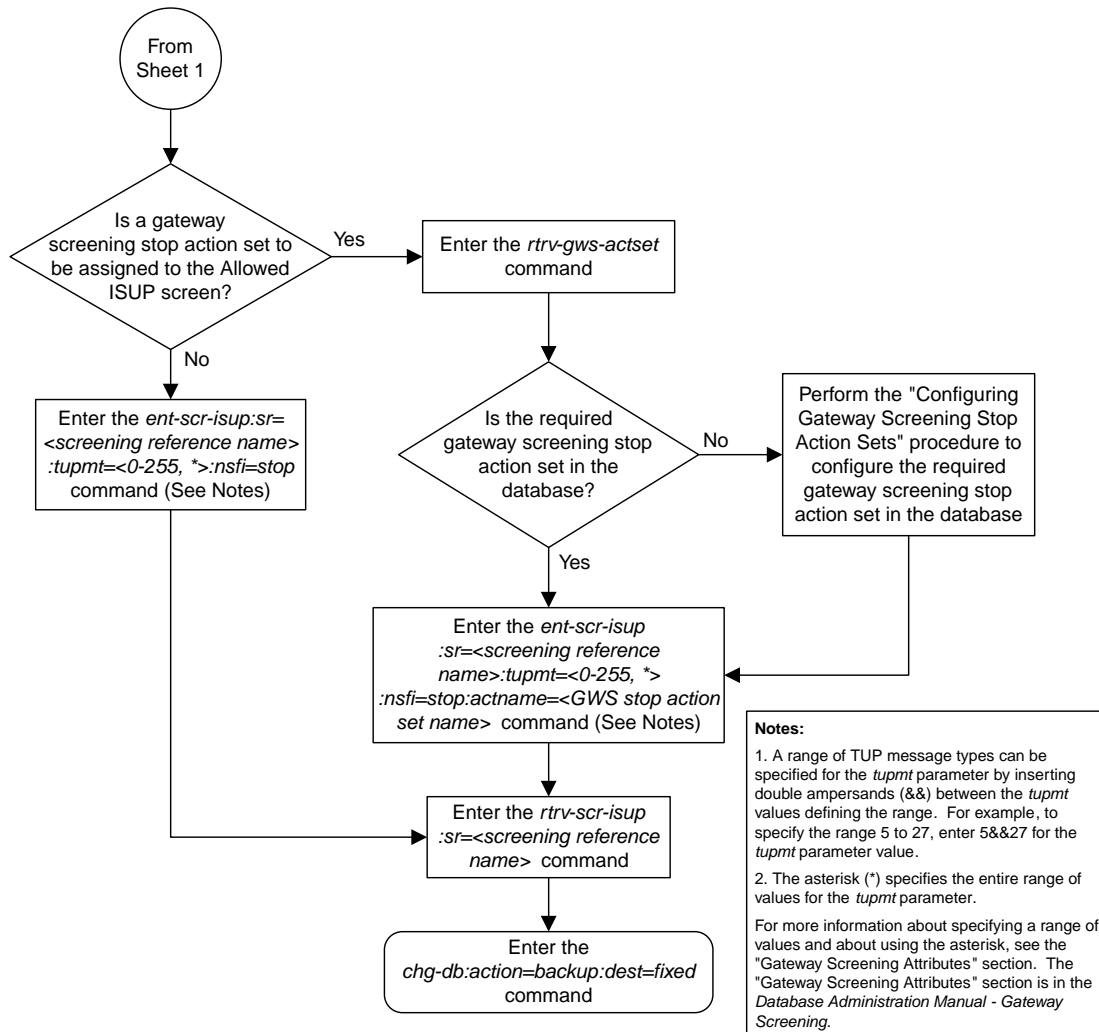 From
Sheet 1
Is a gateway
screening stop action set to
be assigned to the Allowed
ISUP screen?
Yes
Enter the rtrv-gws-actset
command
No
Enter the ent-scr-isup:sr=
<screening reference name>
:tupmt=<0-255, *>:nsfi=stop
command (See Notes)
Is the required
gateway screening stop
action set in the
database?
No
Perform the "Configuring
Gateway Screening Stop
Action Sets" procedure to
configure the required
gateway screening stop
action set in the database
Yes
Enter the ent-scr-isup
:sr=<screening reference
name>:tupmt=<0-255, *>
:nsfi=stop:actname=<GWS stop action
set name> command (See Notes)
Enter the rtrv-scr-isup
:sr=<screening reference
name> command
Enter the
chg-db:action=backup:dest=fixed
command
Notes:
1. A range of TUP message types can be
specified for the tupmt parameter by inserting
double ampersands (&&) between the tupmt
values defining the range. For example, to
specify the range 5 to 27, enter 5&&27 for the
tupmt parameter value.
2. The asterisk (*) specifies the entire range of
values for the tupmt parameter.
For more information about specifying a range of
values and about using the asterisk, see the
"Gateway Screening Attributes" section. The
"Gateway Screening Attributes" section is in the
Database Administration Manual - Gateway
Screening.